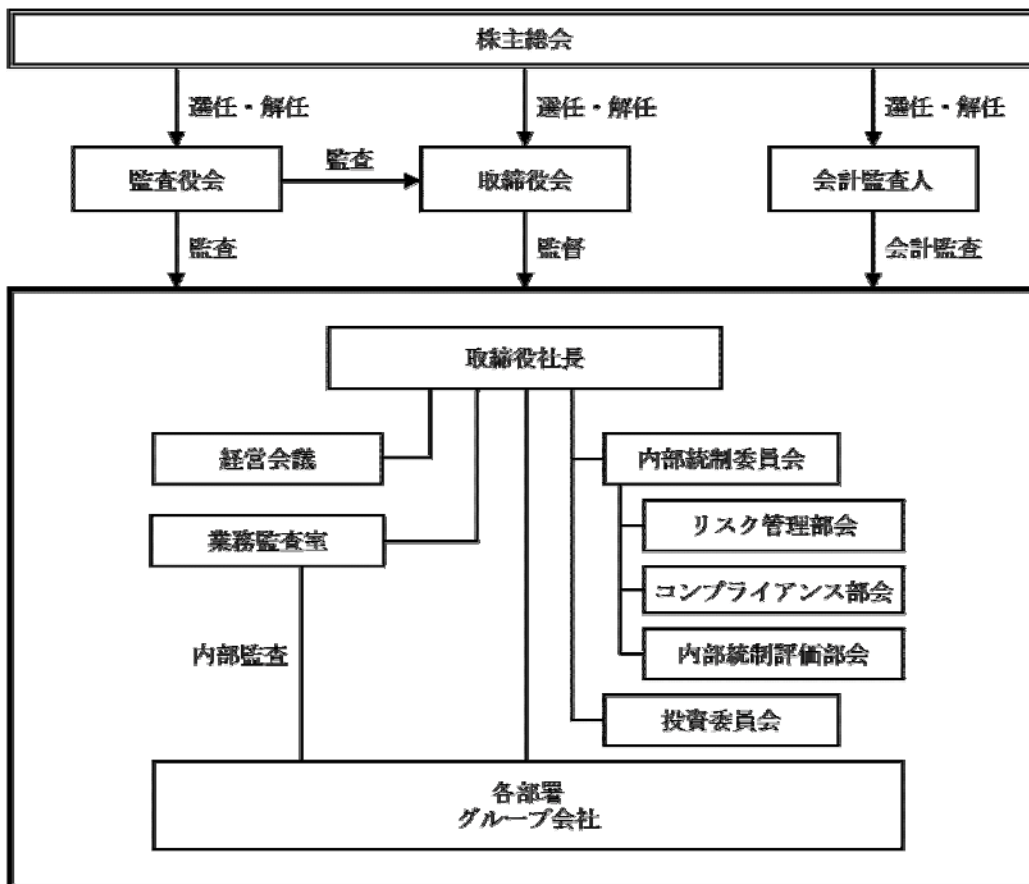 株主総会
選任・解任
選任・解任
選任・解任
監査役会
監査
取締役会
会計監査人
監査
監督
会計監査
取締役社長
経営会議
内部統制委員会
業務監査室
リスク管理部会
コンプライアンス部会
内部監査
内部統制評価部会
投資委員会
各部署
グループ会社